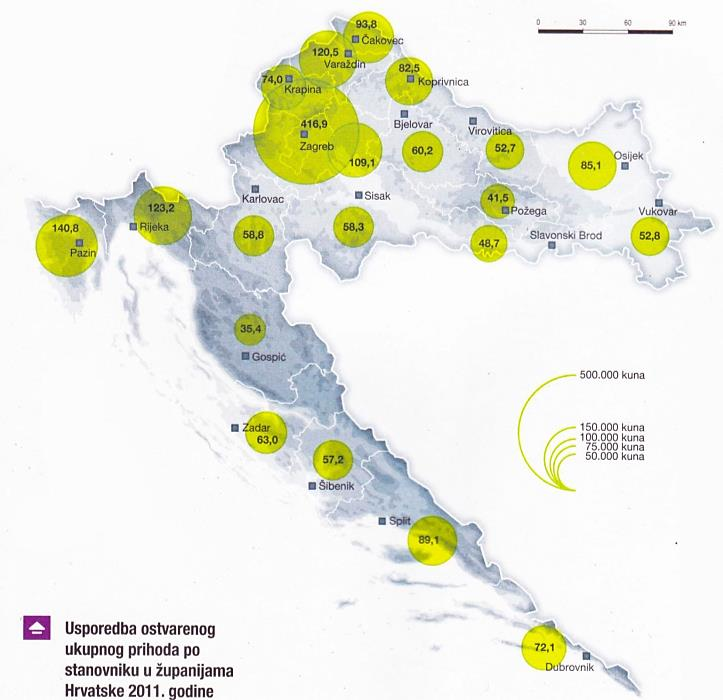 0 30 60 90 km
93,8
Čakovec
120,5
Varaždin
74,0
Krapina
82,5
Koprivnica
416,9
Zagreb
109,1
Bjelovar
60,2
Virovitica
52,7
85,1
Osijek
Karlovac
Sisak
41,5
Požega
Vukovar
123,2
Rijeka
140,8
Pazin
58,8
58,3
48,7
Slavonski Brod
52,8
35,4
Gospić
500.000 kuna
150.000 kuna
100.000 kuna
75.000 kuna
50.000 kuna
Zadar
63,0
57,2
Šibenik
Split
89,1
72,1
Dubrovnik
Usporedba ostvarenog
ukupnog prihoda po
stanovniku u županijama
Hrvatske 2011. godine